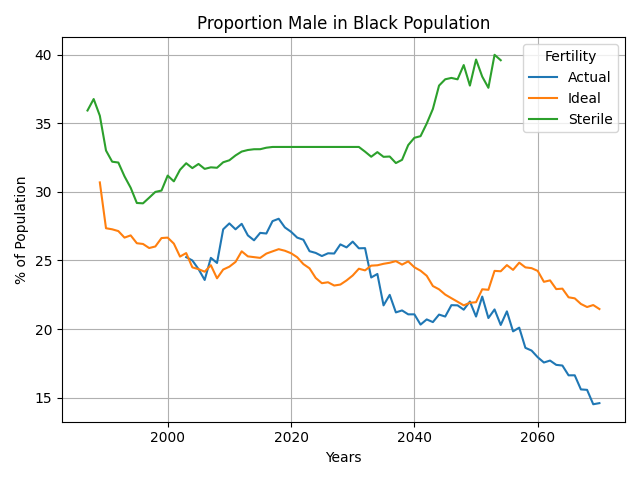 Proportion Male in Black Population
% of Population
40
35
30
25
20
15
2000
2020
2040
2060
Years
Fertility
Actual
Ideal
Sterile